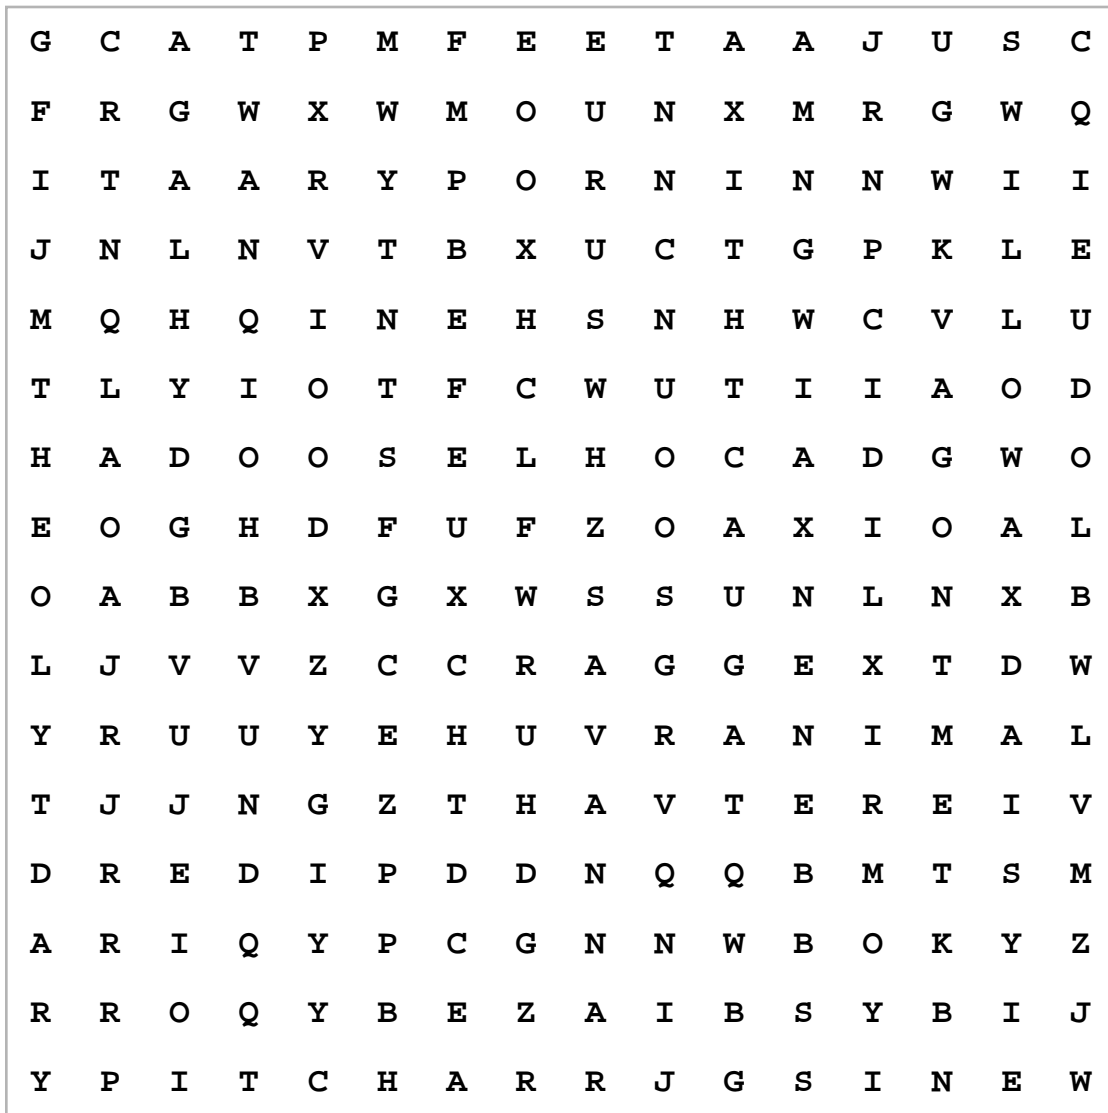 G C A T P M F E E T A A J U S C
F R G W X W M O U N X M R G W Q
I T A A R Y P O R N I N N W I I
J N L N V T B X U C T G P K L E
M Q H Q I N E H S N H W C V L U
T L Y I O T F C W U T I I A O D
H A D O O S E L H O C A D G W O
E O G H D F U F Z O A X I O A L
O A B B X G X W S S U N L N X B
L J V V Z C C R A G G E X T D W
Y R U U Y E H U V R A N I M A L
T J J N G Z T H A V T E R E I V
D R E D I P D D N Q Q B M T S M
A R I Q Y P C G N N W B O K Y Z
R R O Q Y B E Z A I B S Y B I J
Y P I T C H A R R J G S I N E W